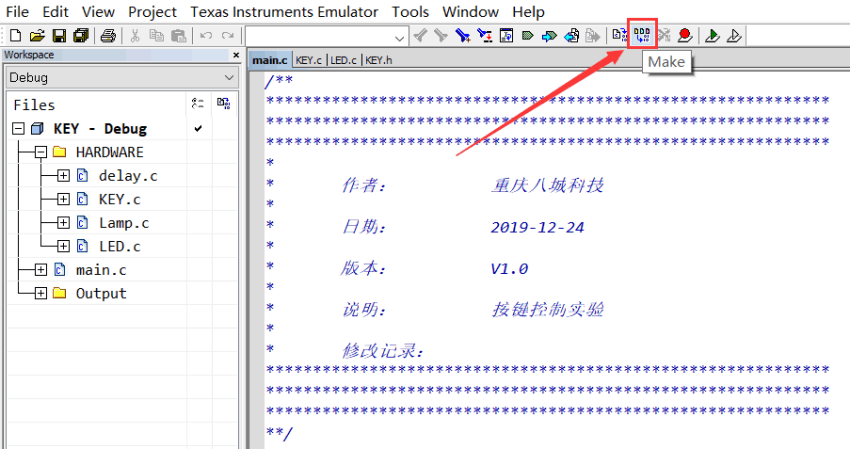 File Edit View Project Texas Instruments Emulator Tools Window Help
Workspace ×
Debug
Files
KEY - Debug
HARDWARE
delay.c
KEY.c
Lamp.c
LED.c
main.c
Output
main.c KEY.c LED.c KEY.h
Make
/**
************************************************************
************************************************************
************************************************************
*
* 作者: 重庆八城科技
*
* 日期: 2019-12-24
*
* 版本: V1.0
*
* 说明: 按键控制实验
*
* 修改记录:
************************************************************
************************************************************
************************************************************
**/